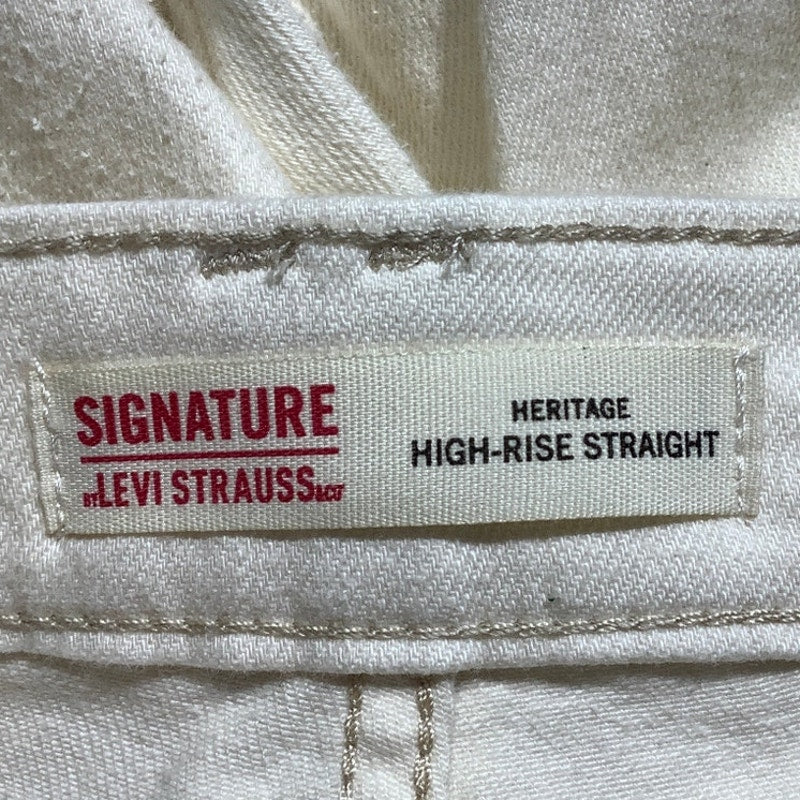 SIGNATURE
BY LEVI STRAUSS & CO
HERITAGE
HIGH-RISE STRAIGHT